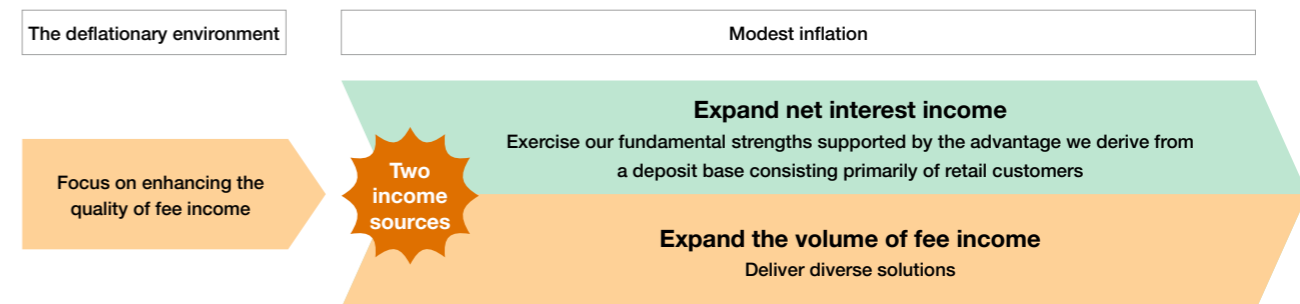 The deflationary environment
Modest inflation
Focus on enhancing the
quality of fee income
Two
income
sources
Expand net interest income
Exercise our fundamental strengths supported by the advantage we derive from
a deposit base consisting primarily of retail customers
Expand the volume of fee income
Deliver diverse solutions